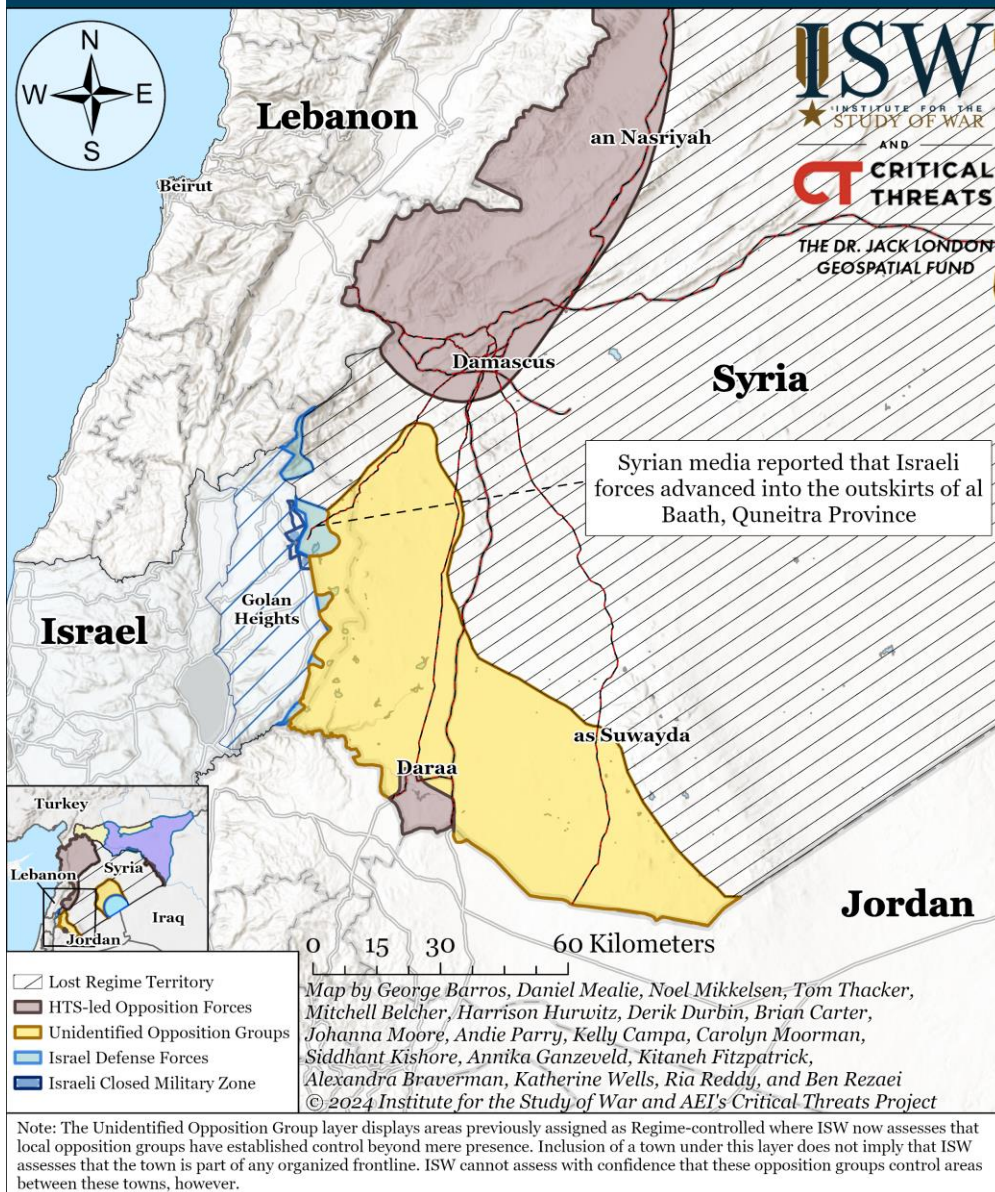 N
W E
S
Lebanon
Beirut
an Nasriyah
ISW
INSTITUTE FOR THE
STUDY OF WAR
AND
CT CRITICAL
THREATS
THE DR. JACK LONDON
GEOSPATIAL FUND
Damascus
Syria
Syrian media reported that Israeli
forces advanced into the outskirts of al
Baath, Quneitra Province
Golan
Heights
Israel
as Suwayda
Daraa
Jordan
Turkey
Lebanon
Syria
Iraq
Jordan
0 15 30 60 Kilometers
Lost Regime Territory
HTS-led Opposition Forces
Unidentified Opposition Groups
Israel Defense Forces
Israeli Closed Military Zone
Map by George Barros, Daniel Mealie, Noel Mikkelsen, Tom Thacker,
Mitchell Belcher, Harrison Hurwitz, Derik Durbin, Brian Carter,
Johanna Moore, Andie Parry, Kelly Campa, Carolyn Moorman,
Siddhant Kishore, Annika Ganzeveld, Kitaneh Fitzpatrick,
Alexandra Braverman, Katherine Wells, Ria Reddy, and Ben Rezaei
© 2024 Institute for the Study of War and AEI's Critical Threats Project
Note: The Unidentified Opposition Group layer displays areas previously assigned as Regime-controlled where ISW now assesses that
local opposition groups have established control beyond mere presence. Inclusion of a town under this layer does not imply that ISW
assesses that the town is part of any organized frontline. ISW cannot assess with confidence that these opposition groups control areas
between these towns, however.